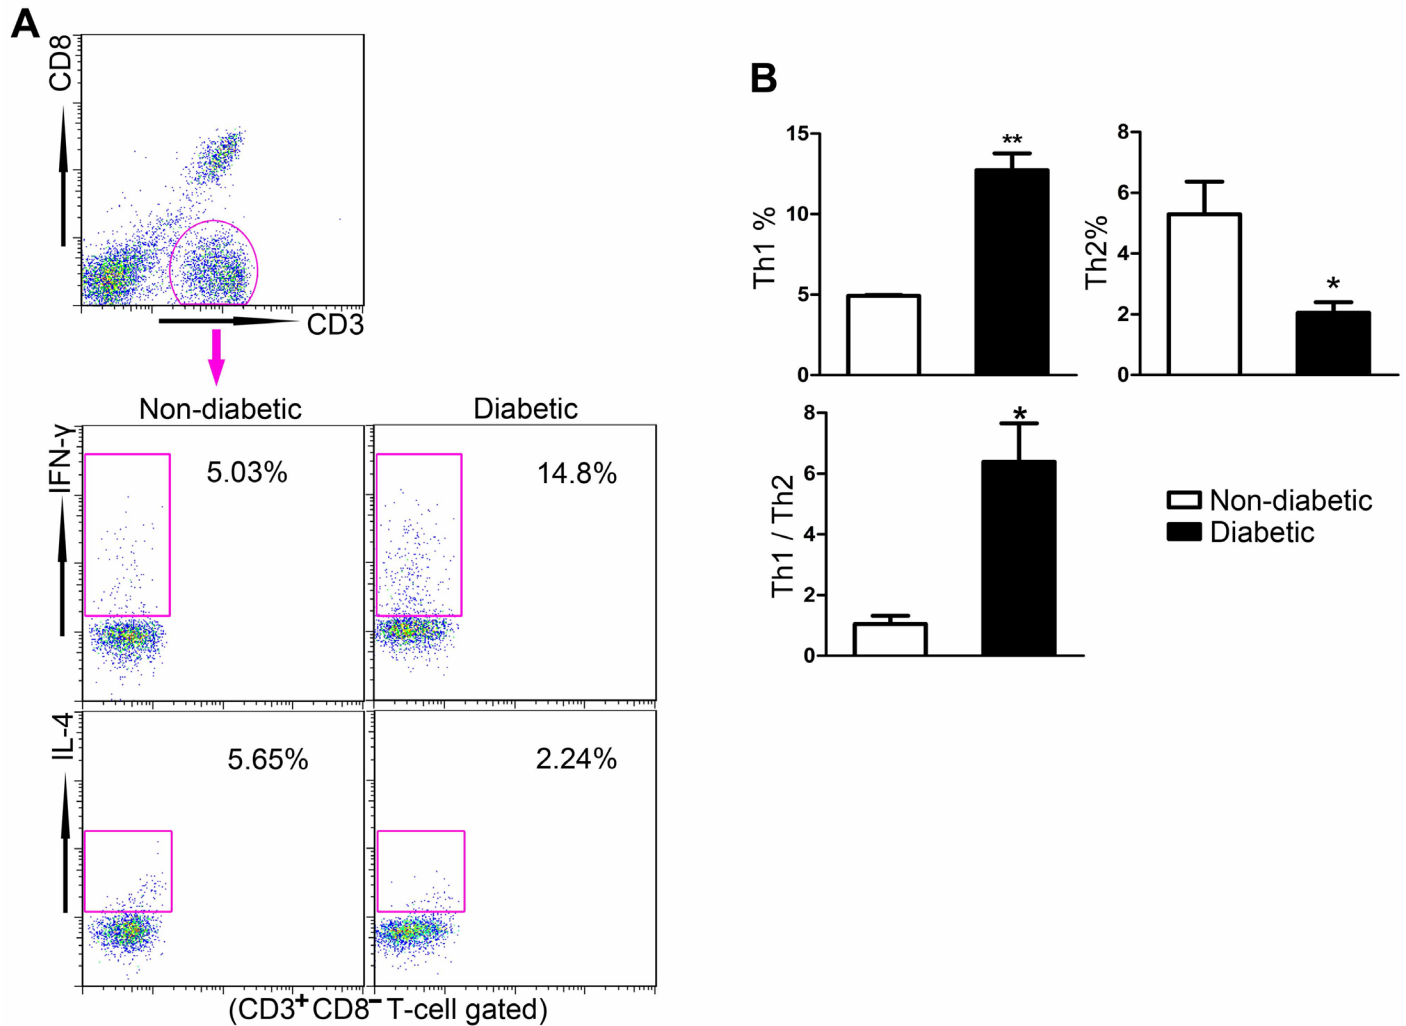 A
CD8
CD3
Non-diabetic
Diabetic
IFN-γ
5.03%
14.8%
IL-4
5.65%
2.24%
(CD3+ CD8− T-cell gated)
B
Th1 %
15
10
5
0
**
Th2%
8
6
4
2
0
*
Th1 / Th2
8
6
4
2
0
*
Non-diabetic
Diabetic